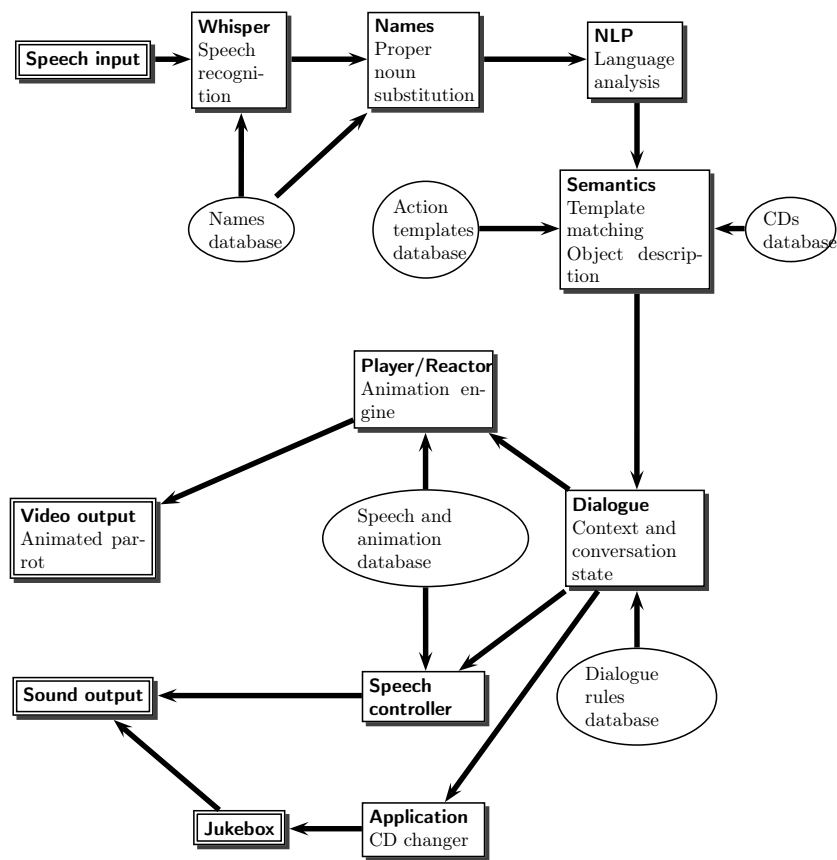 Speech input
Whisper
Speech
recogni-
tion
Names
Proper
noun
substitution
NLP
Language
analysis
Names
database
Action
templates
database
Semantics
Template
matching
Object descrip-
tion
CDs
database
Player/Reactor
Animation en-
gine
Video output
Animated par-
rot
Speech and
animation
database
Dialogue
Context and
conversation
state
Sound output
Speech
controller
Dialogue
rules
database
Jukebox
Application
CD changer